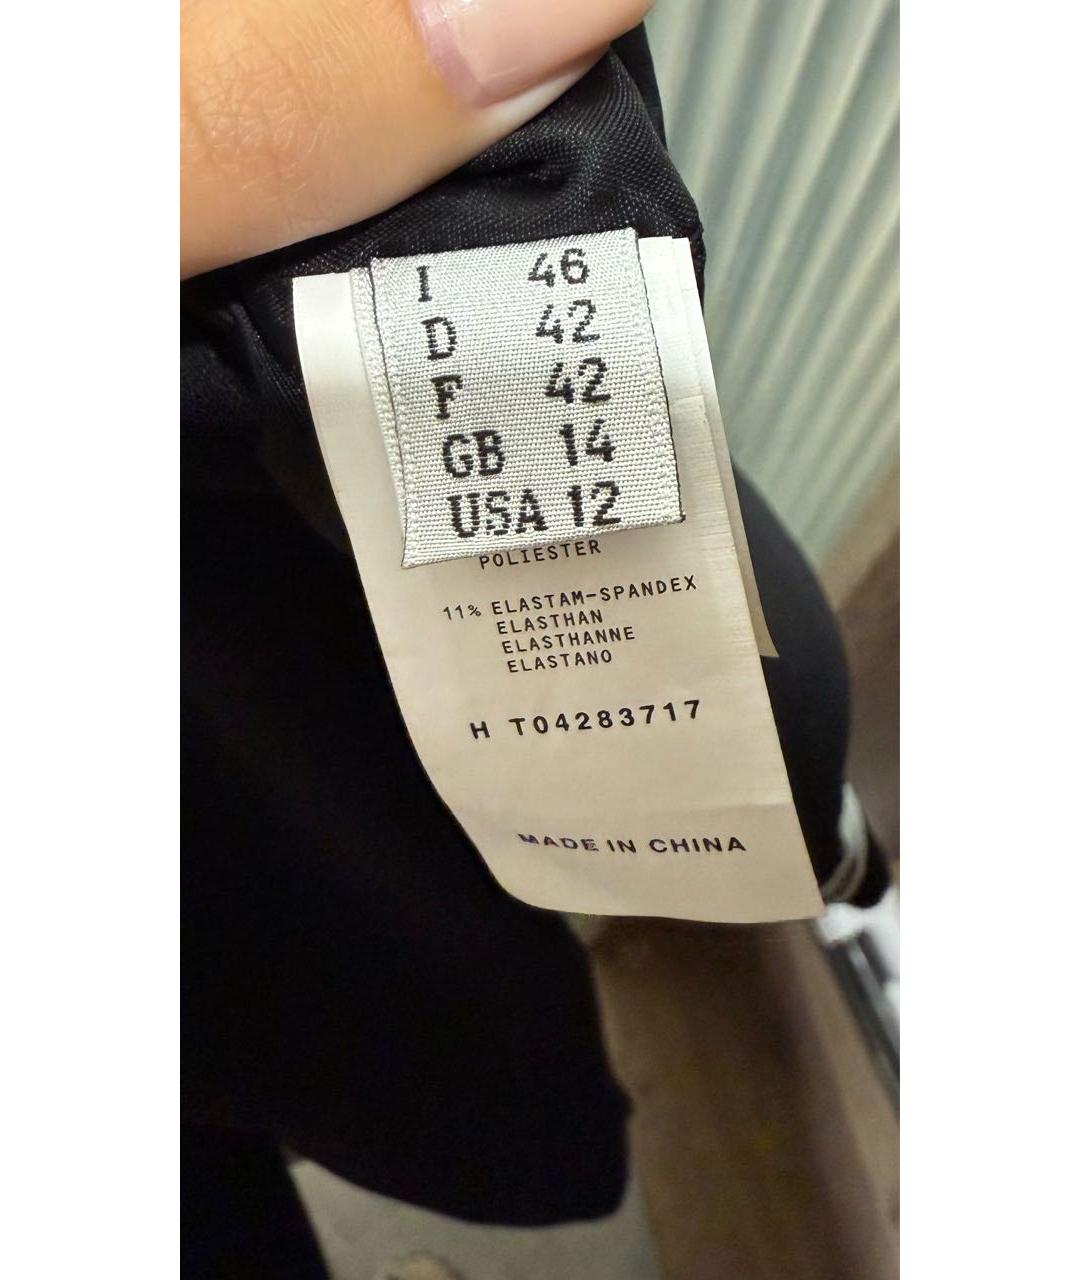 I 46
D 42
F 42
GB 14
USA 12
POLIESTER
11% ELASTAM-SPANDEX
ELASTHAN
ELASTHANNE
ELASTANO
H T04283717
MADE IN CHINA